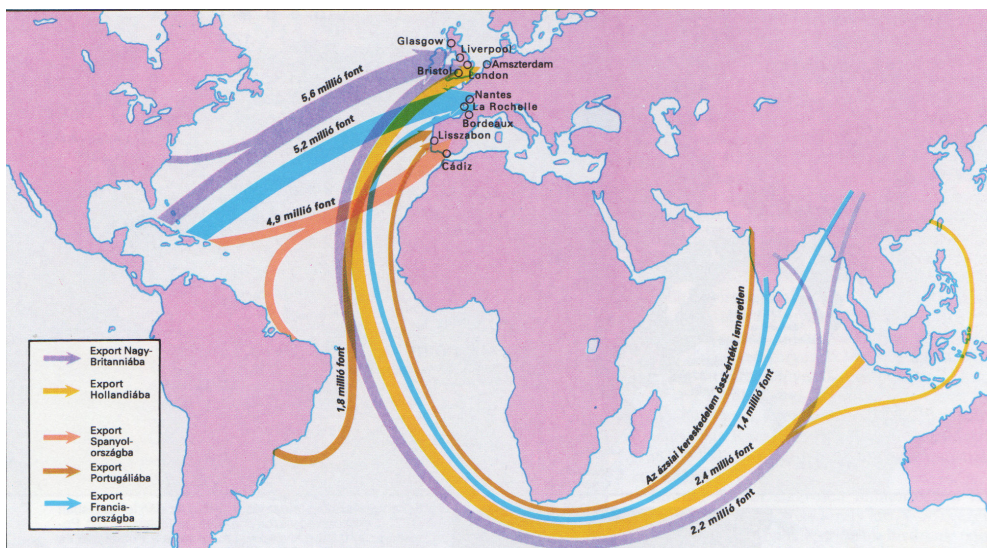 Glasgow
Liverpool
Bristol
London
Amszterdam
Nantes
La Rochelle
Bordeaux
Lisszabon
Cádiz
5,6 millió font
5,2 millió font
4,9 millió font
1,8 millió font
Az ázsiai kereskedelem össz-értéke ismeretlen
1,4 millió font
2,4 millió font
2,2 millió font
Export Nagy-
Britanniába
Export
Hollandiába
Export
Spanyol-
országba
Export
Portugáliába
Export
Francia-
országba